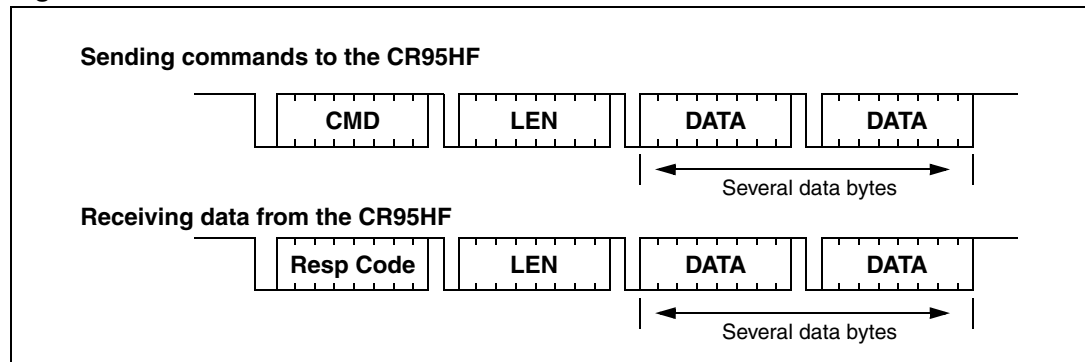 Sending commands to the CR95HF
CMD LEN DATA DATA
Several data bytes
Receiving data from the CR95HF
Resp Code LEN DATA DATA
Several data bytes